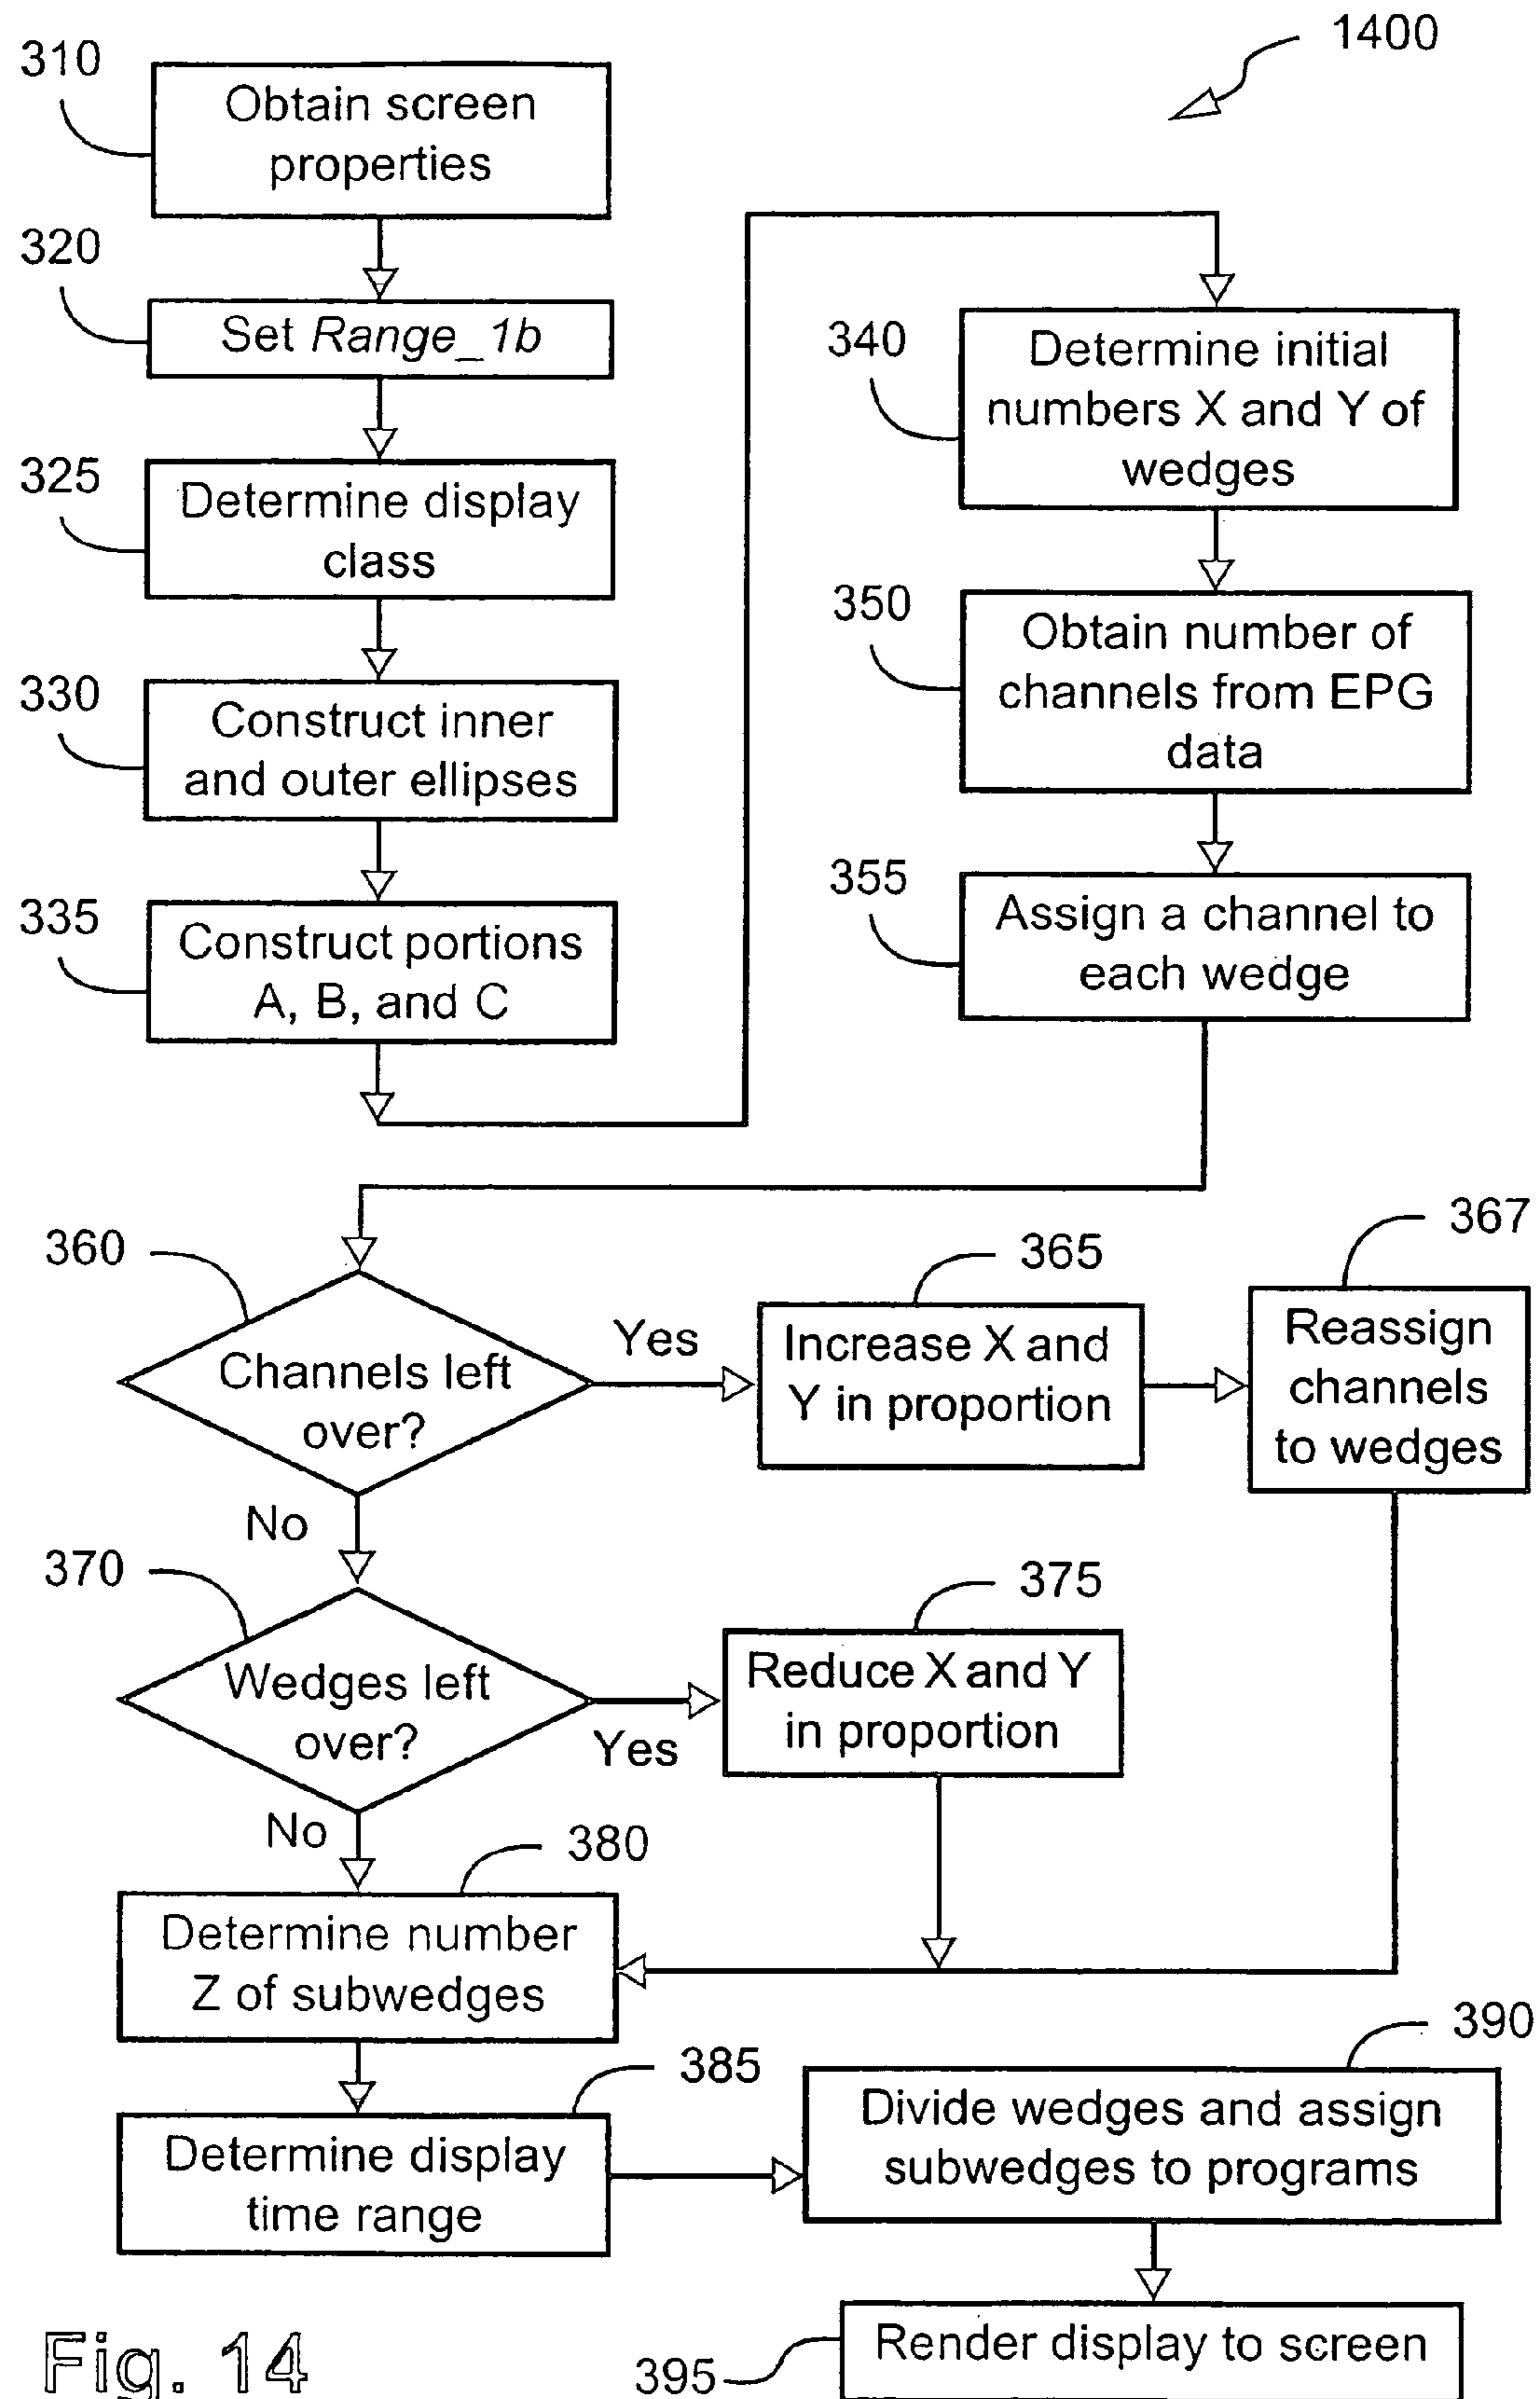 1400
310
Obtain screen
properties
320
Set Range_1b
325
Determine display
class
330
Construct inner
and outer ellipses
335
Construct portions
A, B, and C
340
Determine initial
numbers X and Y of
wedges
350
Obtain number of
channels from EPG
data
355
Assign a channel to
each wedge
360
Channels left
over?
Yes
No
365
Increase X and
Y in proportion
367
Reassign
channels
to wedges
370
Wedges left
over?
Yes
No
375
Reduce X and Y
in proportion
380
Determine number
Z of subwedges
385
Determine display
time range
390
Divide wedges and assign
subwedges to programs
395
Render display to screen
Fig. 14